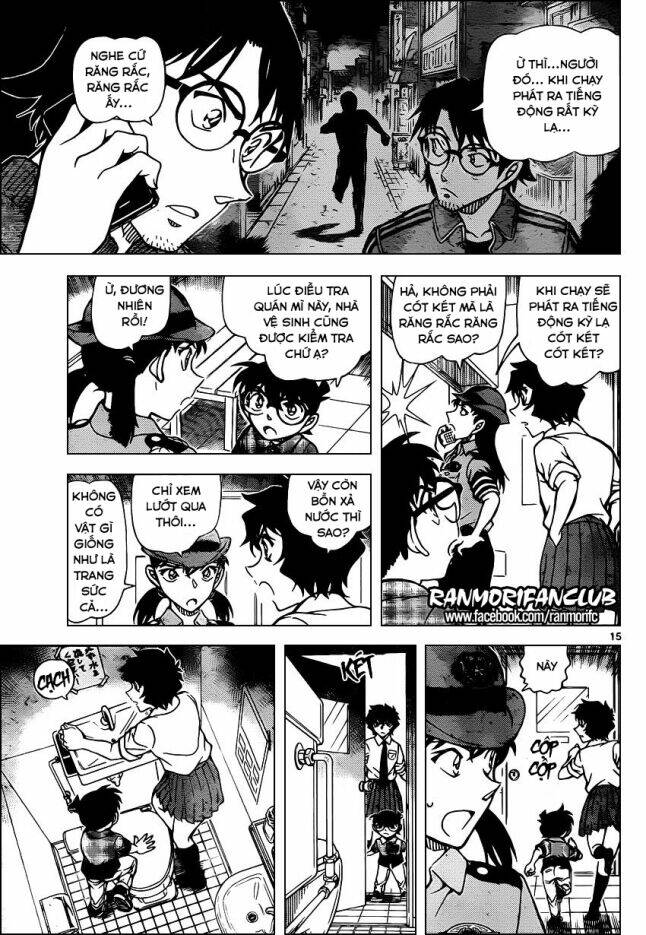 Ừ THÌ...NGƯỜI
ĐÓ... KHI CHẠY
PHÁT RA TIẾNG
ĐỘNG RẤT KỲ
LẠ...
NGHE CỨ
RĂNG RẮC,
RĂNG RẮC
ẤY...
KHI CHẠY SẼ
PHÁT RA TIẾNG
ĐỘNG KỲ LẠ
CÓT KÉT
CÓT KÉT?
HẢ, KHÔNG PHẢI
CÓT KÉT MÀ LÀ
RĂNG RẮC RĂNG
RẮC SAO?
LÚC ĐIỀU TRA
QUÁN MÌ NÀY, NHÀ
VỆ SINH CŨNG
ĐƯỢC KIỂM TRA
CHỨ Ạ?
Ừ, ĐƯƠNG
NHIÊN
RỒI!
VẬY CÒN
BỒN XẢ
NƯỚC THÌ
SAO?
CHỈ XEM
LƯỚT QUA
THÔI...
KHÔNG
CÓ
VẬT GÌ
GIỐNG
NHƯ LÀ
TRANG
SỨC
CẢ...
RANMORIFANCLUB
www.facebook.com/ranmorifc
15
NÀY
CỘP
CỘP
KÉT
CẠCH